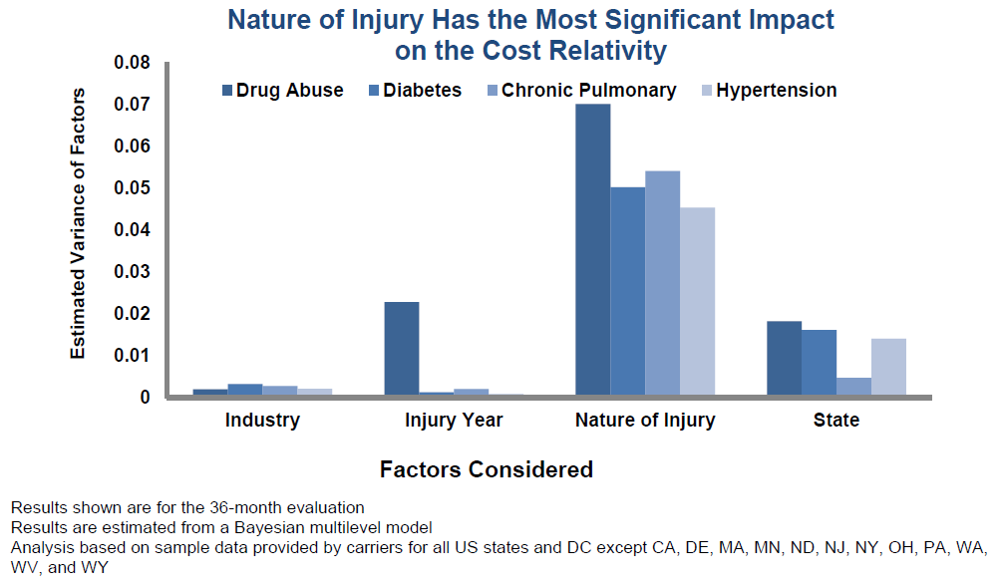 Nature of Injury Has the Most Significant Impact
on the Cost Relativity
0.08
Drug Abuse Diabetes Chronic Pulmonary Hypertension
0.07
0.06
0.05
0.04
0.03
0.02
0.01
0
Estimated Variance of Factors
Industry Injury Year Nature of Injury State
Factors Considered
Results shown are for the 36-month evaluation
Results are estimated from a Bayesian multilevel model
Analysis based on sample data provided by carriers for all US states and DC except CA, DE, MA, MN, ND, NJ, NY, OH, PA, WA,
WV, and WY